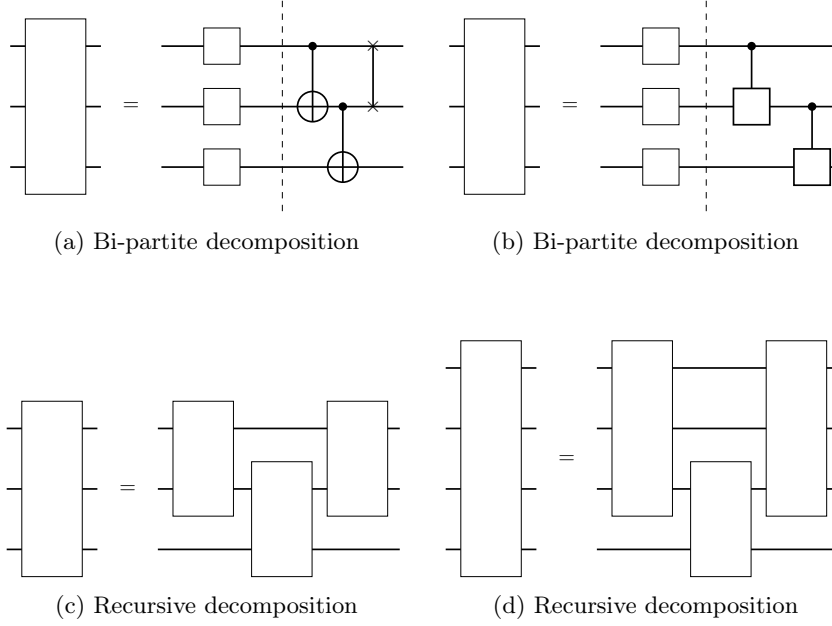 =
=
(a) Bi-partite decomposition
(b) Bi-partite decomposition
=
=
(c) Recursive decomposition
(d) Recursive decomposition